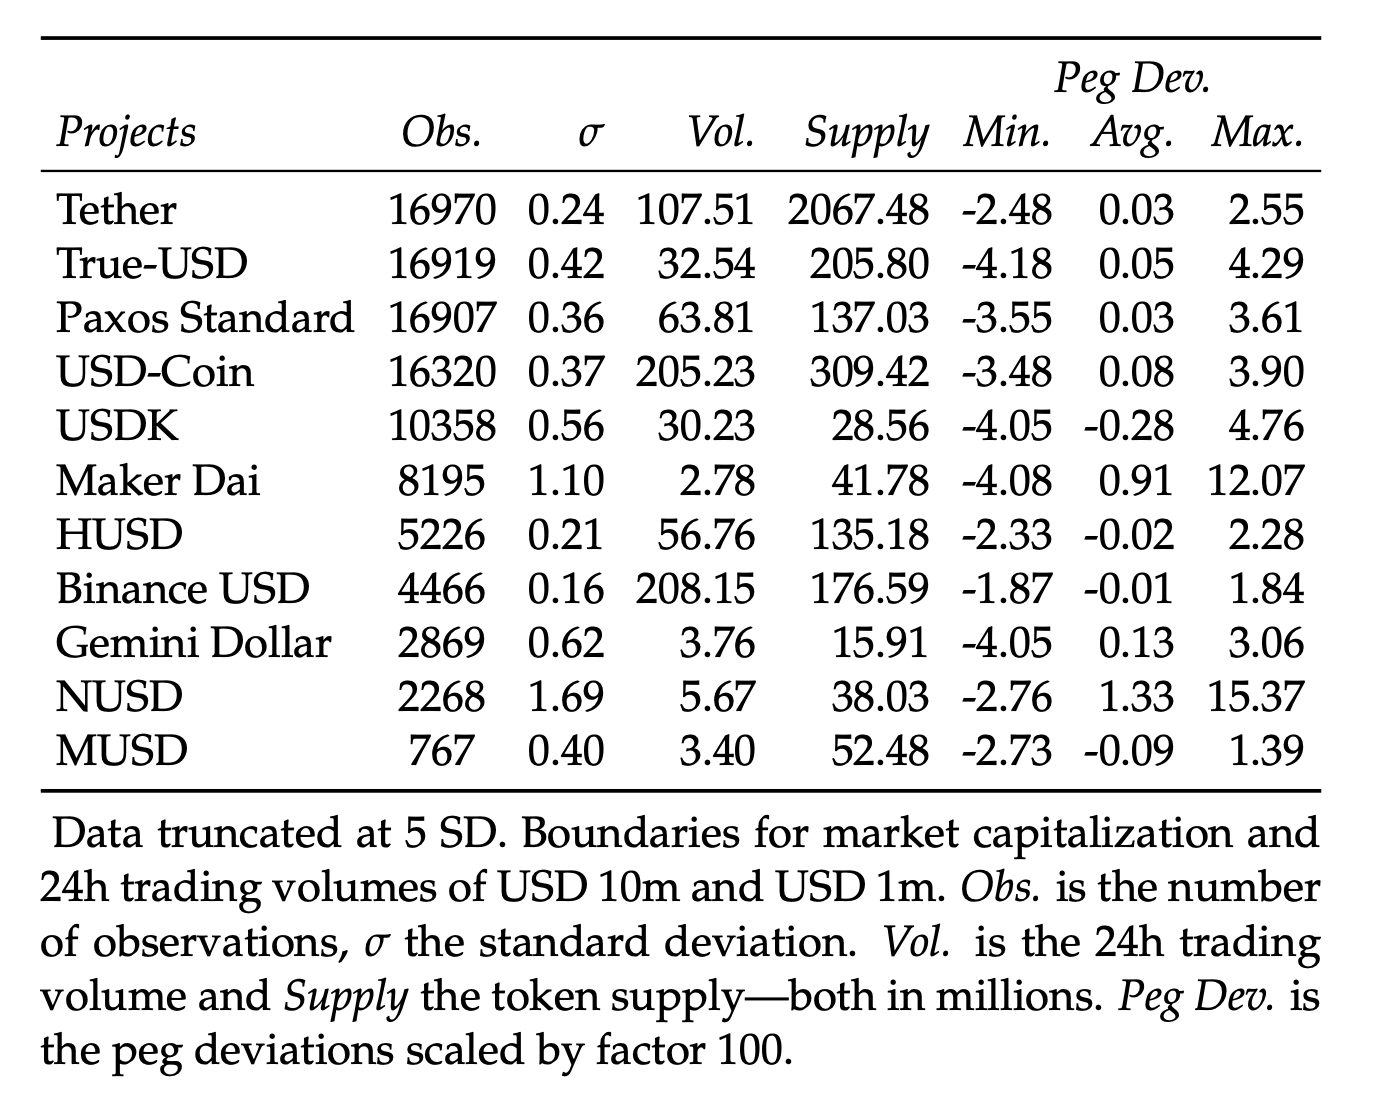 Peg Dev.
Projects Obs. σ Vol. Supply Min. Avg. Max.
Tether 16970 0.24 107.51 2067.48 -2.48 0.03 2.55
True-USD 16919 0.42 32.54 205.80 -4.18 0.05 4.29
Paxos Standard 16907 0.36 63.81 137.03 -3.55 0.03 3.61
USD-Coin 16320 0.37 205.23 309.42 -3.48 0.08 3.90
USDK 10358 0.56 30.23 28.56 -4.05 -0.28 4.76
Maker Dai 8195 1.10 2.78 41.78 -4.08 0.91 12.07
HUSD 5226 0.21 56.76 135.18 -2.33 -0.02 2.28
Binance USD 4466 0.16 208.15 176.59 -1.87 -0.01 1.84
Gemini Dollar 2869 0.62 3.76 15.91 -4.05 0.13 3.06
NUSD 2268 1.69 5.67 38.03 -2.76 1.33 15.37
MUSD 767 0.40 3.40 52.48 -2.73 -0.09 1.39
Data truncated at 5 SD. Boundaries for market capitalization and
24h trading volumes of USD 10m and USD 1m. Obs. is the number
of observations, σ the standard deviation. Vol. is the 24h trading
volume and Supply the token supply—both in millions. Peg Dev. is
the peg deviations scaled by factor 100.